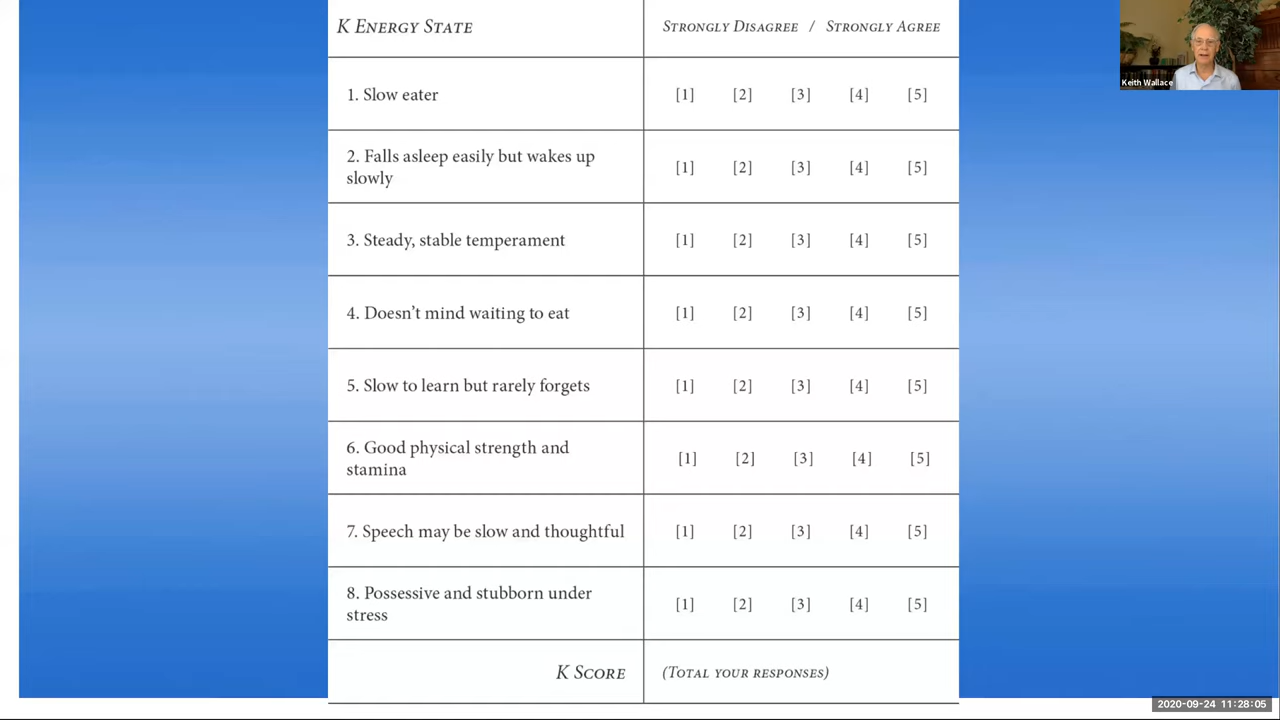 K Energy State
Strongly Disagree / Strongly Agree
1. Slow eater
[1] [2] [3] [4] [5]
2. Falls asleep easily but wakes up
slowly
[1] [2] [3] [4] [5]
3. Steady, stable temperament
[1] [2] [3] [4] [5]
4. Doesn’t mind waiting to eat
[1] [2] [3] [4] [5]
5. Slow to learn but rarely forgets
[1] [2] [3] [4] [5]
6. Good physical strength and
stamina
[1] [2] [3] [4] [5]
7. Speech may be slow and thoughtful
[1] [2] [3] [4] [5]
8. Possessive and stubborn under
stress
[1] [2] [3] [4] [5]
K Score
(Total your responses)
Keith Wallace
2020-09-24 11:28:05